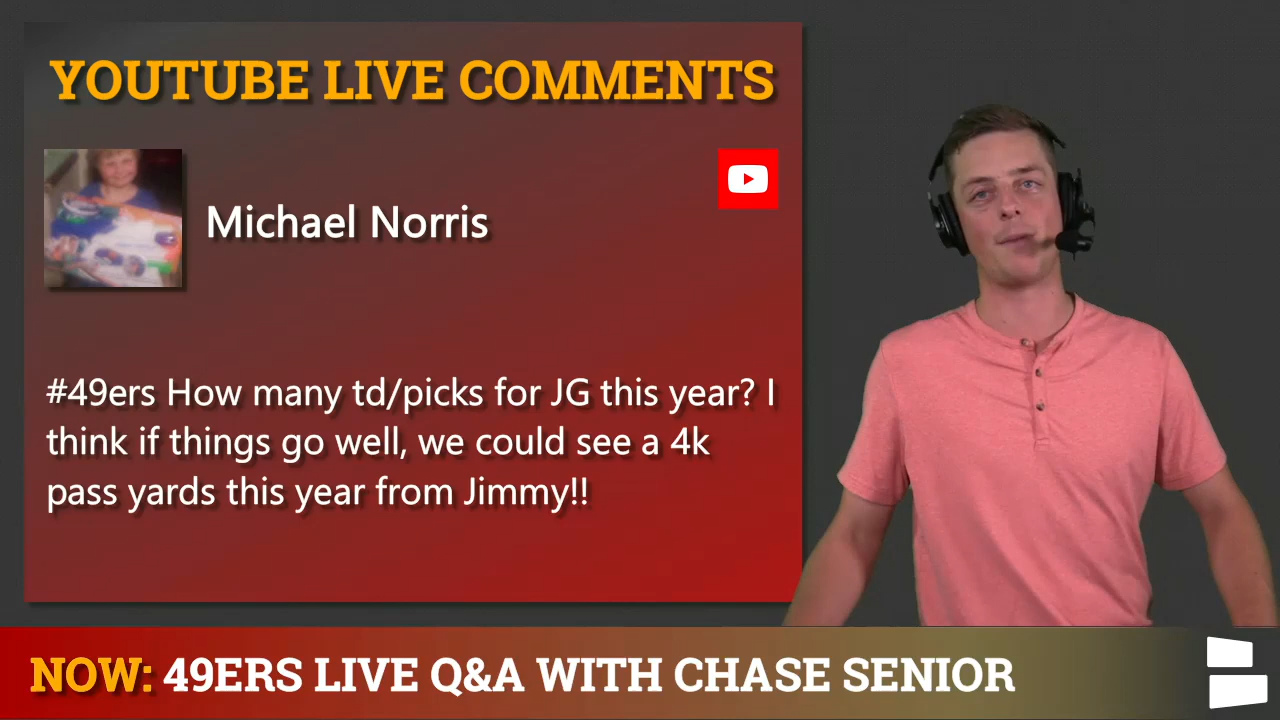 YOUTUBE LIVE COMMENTS
Michael Norris
#49ers How many td/picks for JG this year? I
think if things go well, we could see a 4k
pass yards this year from Jimmy!!
NOW: 49ERS LIVE Q&A WITH CHASE SENIOR